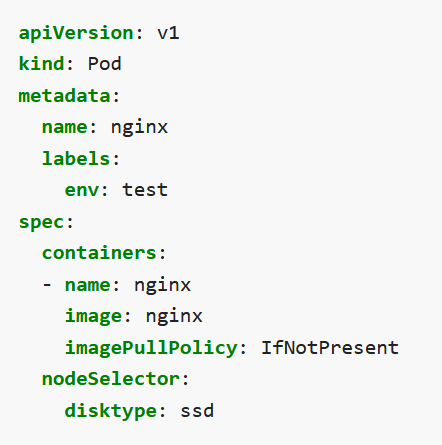 apiVersion: v1
kind: Pod
metadata:
  name: nginx
  labels:
    env: test
spec:
  containers:
  - name: nginx
    image: nginx
    imagePullPolicy: IfNotPresent
  nodeSelector:
    disktype: ssd